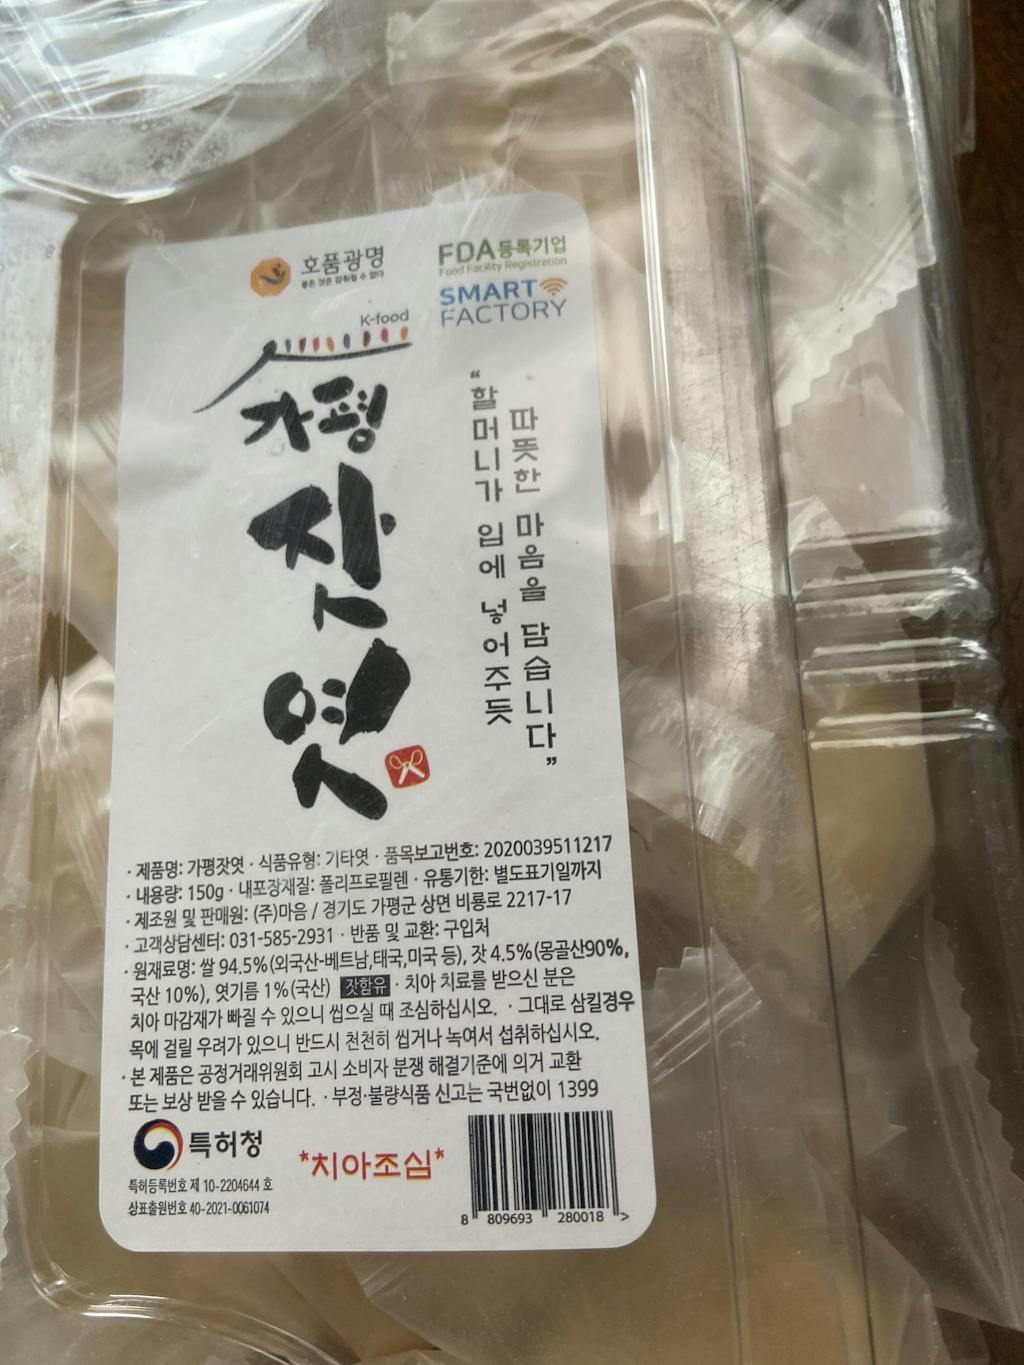 호품광명
좋은 것은 감춰질 수 없다
FDA등록기업
Food Facility Registration
SMART
FACTORY
K-food
가평
잣
엿
“할머니가 입에 넣어주듯
따뜻한 마음을 담습니다”
· 제품명: 가평잣엿 · 식품유형: 기타엿 · 품목보고번호: 2020039511217
· 내용량: 150g · 내포장재질: 폴리프로필렌 · 유통기한: 별도표기일까지
· 제조원 및 판매원: (주)마음 / 경기도 가평군 상면 비룡로 2217-17
· 고객상담센터: 031-585-2931 · 반품 및 교환: 구입처
· 원재료명: 쌀 94.5%(외국산-베트남,태국,미국 등), 잣 4.5%(몽골산90%,
국산 10%), 엿기름 1%(국산) 잣함유 · 치아 치료를 받으신 분은
치아 마감재가 빠질 수 있으니 씹으실 때 조심하십시오. · 그대로 삼킬경우
목에 걸릴 우려가 있으니 반드시 천천히 씹거나 녹여서 섭취하십시오.
· 본 제품은 공정거래위원회 고시 소비자 분쟁 해결기준에 의거 교환
또는 보상 받을 수 있습니다. · 부정·불량식품 신고는 국번없이 1399
특허청
특허등록번호 제 10-2204644 호
상표출원번호 40-2021-0061074
*치아조심*
8 809693 280018 >